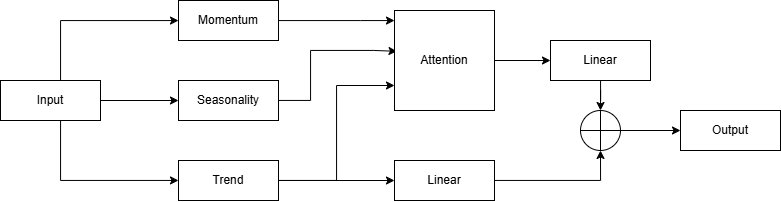 Momentum
Attention
Linear
Input
Seasonality
Output
Trend
Linear